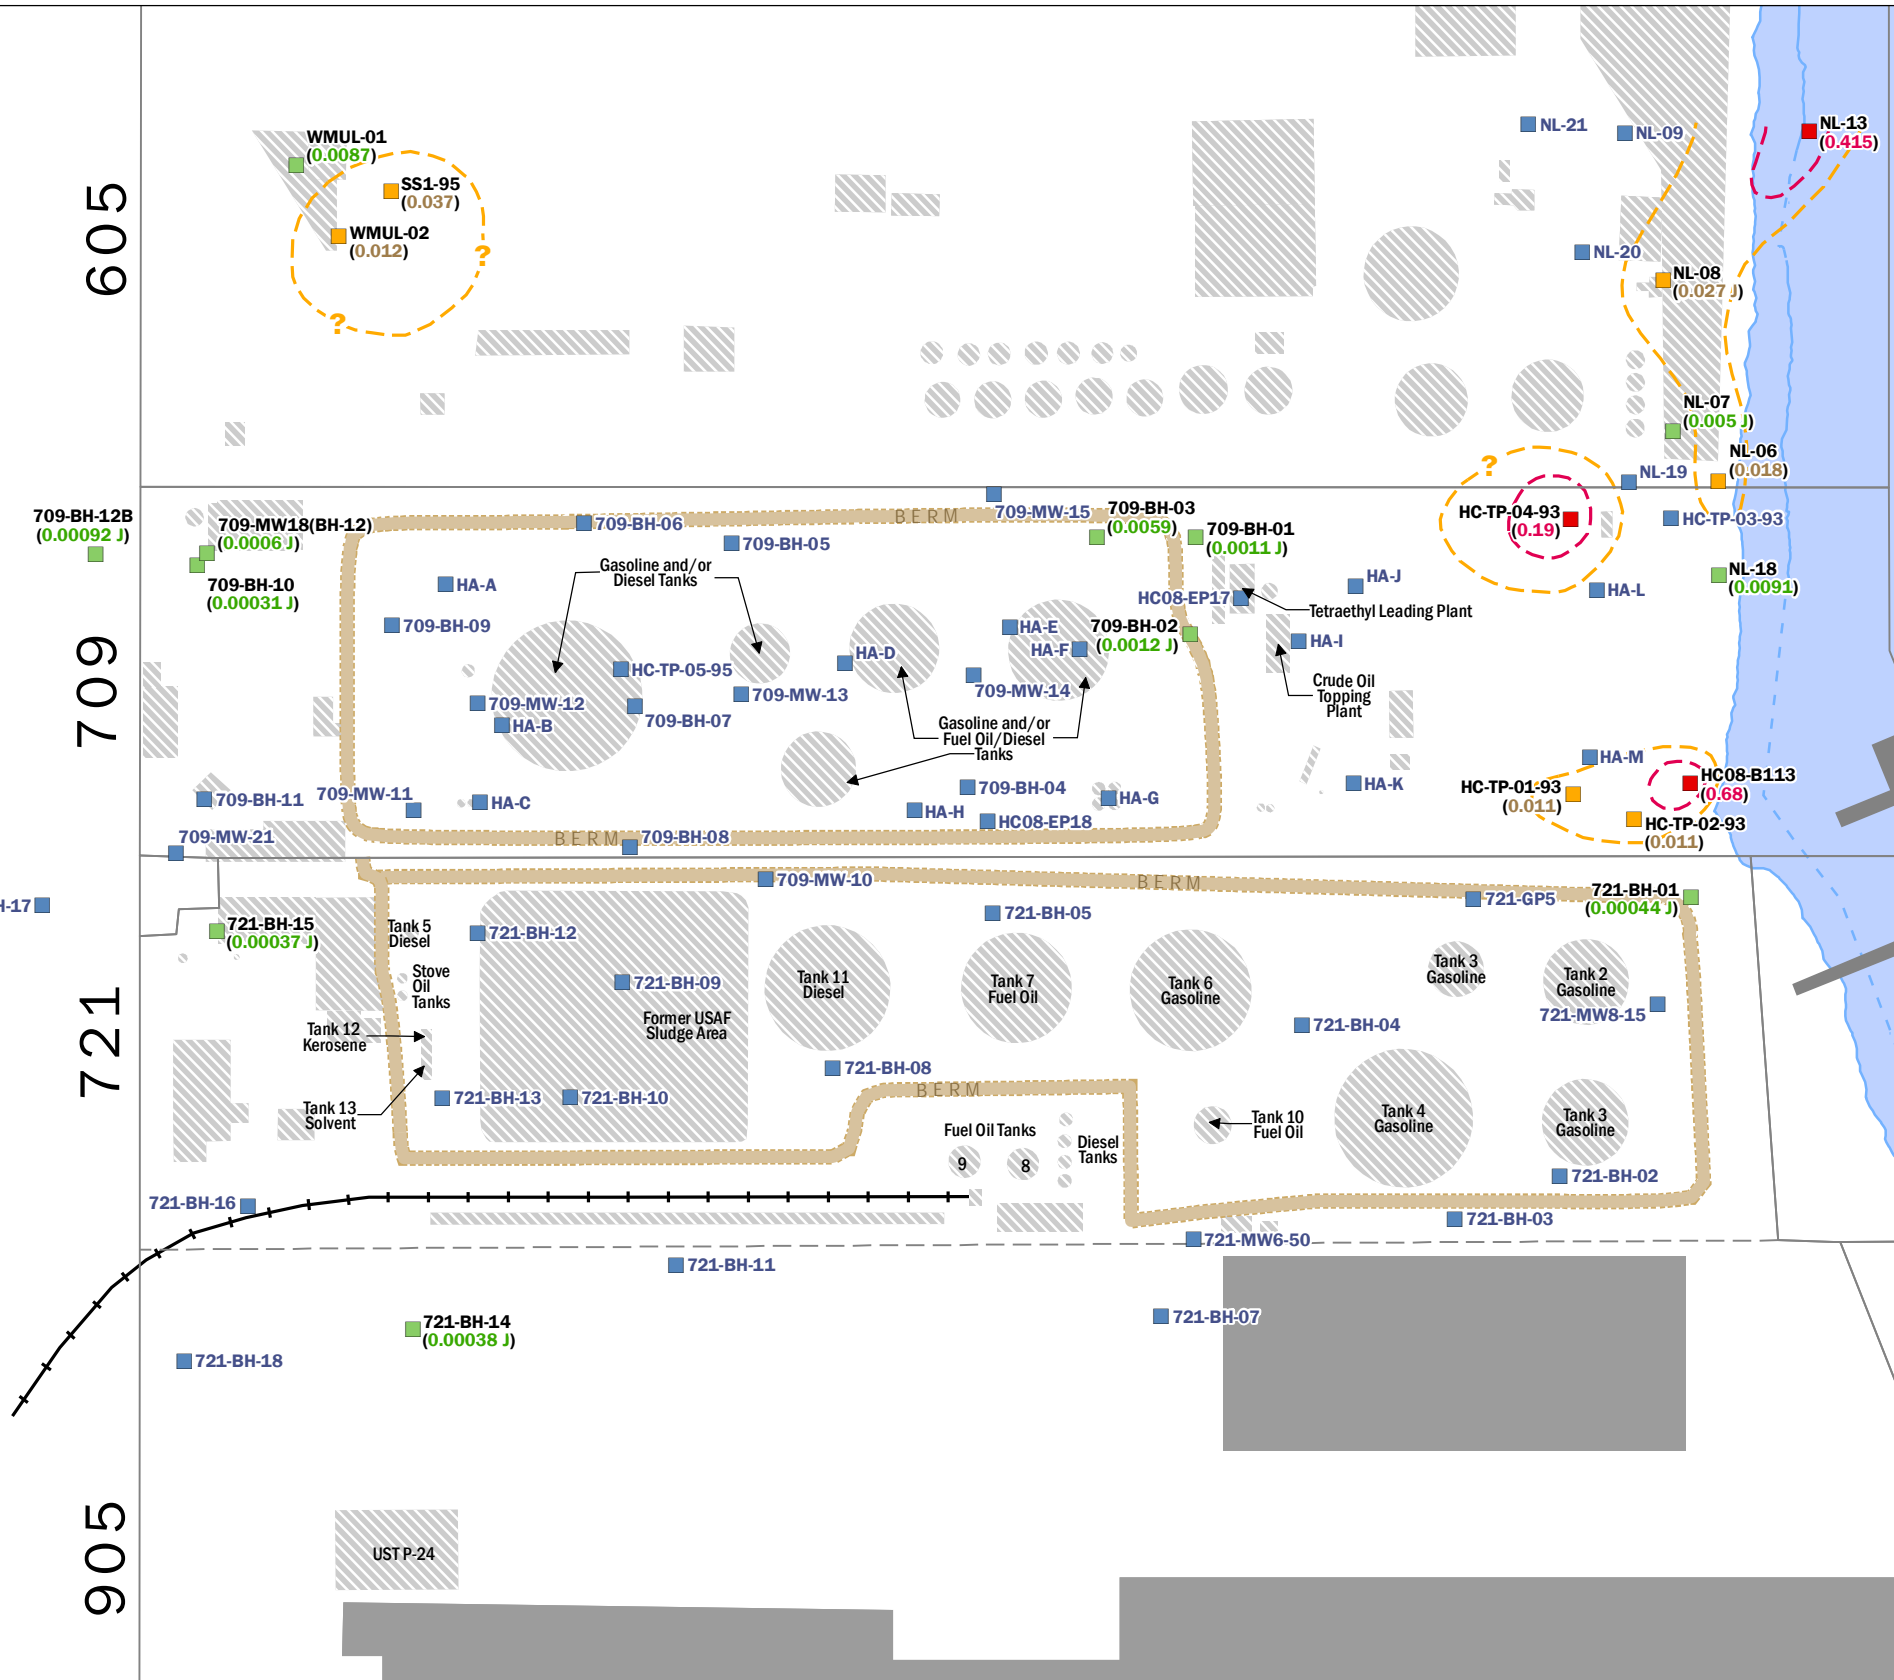 605
WMUL-01
(0.0087)
SS1-95
(0.037)
WMUL-02
(0.012)
?
?
NL-21
NL-09
NL-13
(0.415)
NL-20
NL-08
(0.027 J)
NL-07
(0.005 J)
NL-06
(0.018)
NL-19
?
709
709-BH-12B
(0.00092 J)
709-MW18(BH-12)
(0.0006 J)
709-BH-10
(0.00031 J)
709-BH-06
BERM
709-MW-15
709-BH-03
(0.0059)
709-BH-01
(0.0011 J)
HC-TP-04-93
(0.19)
HC-TP-03-93
709-BH-05
Gasoline and/or
Diesel Tanks
HA-A
709-BH-09
HC08-EP17
HA-J
Tetraethyl Leading Plant
HA-L
NL-18
(0.0091)
HA-E
HA-F
709-BH-02
(0.0012 J)
HA-I
HA-D
HC-TP-05-95
709-MW-12
HA-B
709-BH-07
709-MW-13
709-MW-14
Crude Oil
Topping
Plant
Gasoline and/or
Fuel Oil/Diesel
Tanks
HA-M
HC08-B113
(0.68)
HC-TP-01-93
(0.011)
HC-TP-02-93
(0.011)
HA-K
709-BH-11
709-MW-11
HA-C
709-BH-04
HA-G
HA-H
HC08-EP18
709-MW-21
BERM
709-BH-08
721
H-17
709-MW-10
BERM
721-GP5
721-BH-01
(0.00044 J)
721-BH-15
(0.00037 J)
Tank 5
Diesel
721-BH-12
721-BH-05
Stove
Oil
Tanks
721-BH-09
Tank 11
Diesel
Tank 7
Fuel Oil
Tank 6
Gasoline
Tank 3
Gasoline
Tank 2
Gasoline
721-MW8-15
Former USAF
Sludge Area
Tank 12
Kerosene
721-BH-04
721-BH-08
721-BH-13
721-BH-10
BERM
Tank 13
Solvent
Fuel Oil Tanks
9
8
Diesel
Tanks
Tank 10
Fuel Oil
Tank 4
Gasoline
Tank 3
Gasoline
721-BH-02
721-BH-16
721-BH-03
721-MW6-50
721-BH-11
721-BH-07
721-BH-14
(0.00038 J)
721-BH-18
905
UST P-24